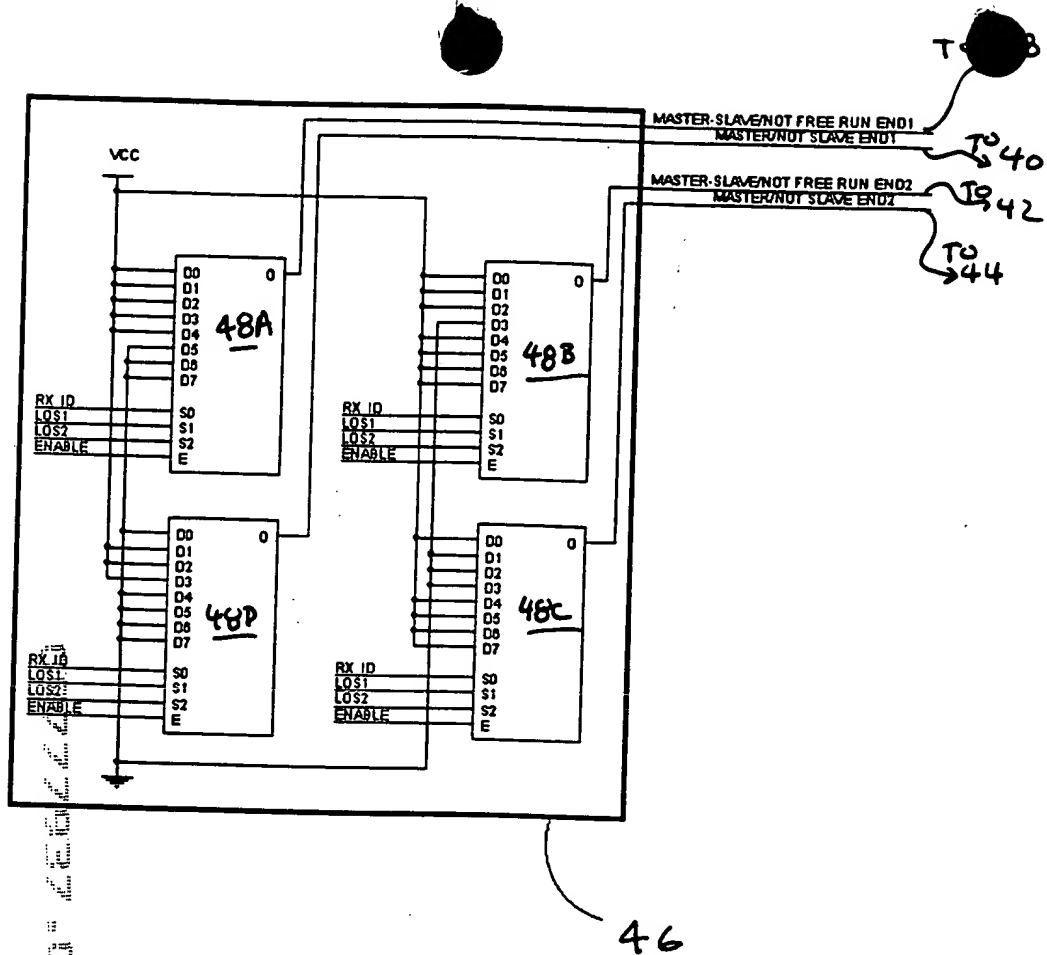 MASTER-SLAVE/NOT FREE RUN END1
MASTER/NOT SLAVE END1
TO 40
MASTER-SLAVE/NOT FREE RUN END2
MASTER/NOT SLAVE END2
TO 42
TO 44
VCC
D0 O
D1
D2
D3
D4
D5
D6
D7
48A
RX ID S0
LOS1 S1
LOS2 S2
ENABLE E
D0 O
D1
D2
D3
D4
D5
D6
D7
48B
RX ID S0
LOS1 S1
LOS2 S2
ENABLE E
D0 O
D1
D2
D3
D4
D5
D6
D7
48D
RX ID S0
LOS1 S1
LOS2 S2
ENABLE E
D0 O
D1
D2
D3
D4
D5
D6
D7
48C
RX ID S0
LOS1 S1
LOS2 S2
ENABLE E
46